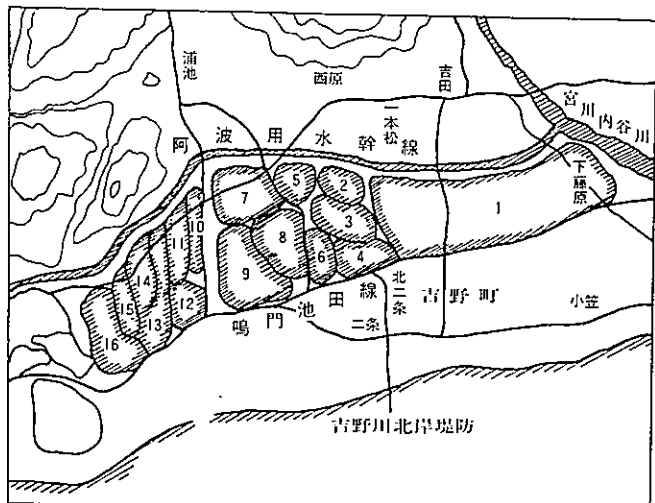 浦池
西原
吉田
宮川内谷川
一本松
阿波用水幹線
下藤原
5
2
7
10
1
3
11
8
4
6
9
14
12
15
13
16
北二条
鳴門池田線
吉野町
小笠
二条
吉野川北岸堤防